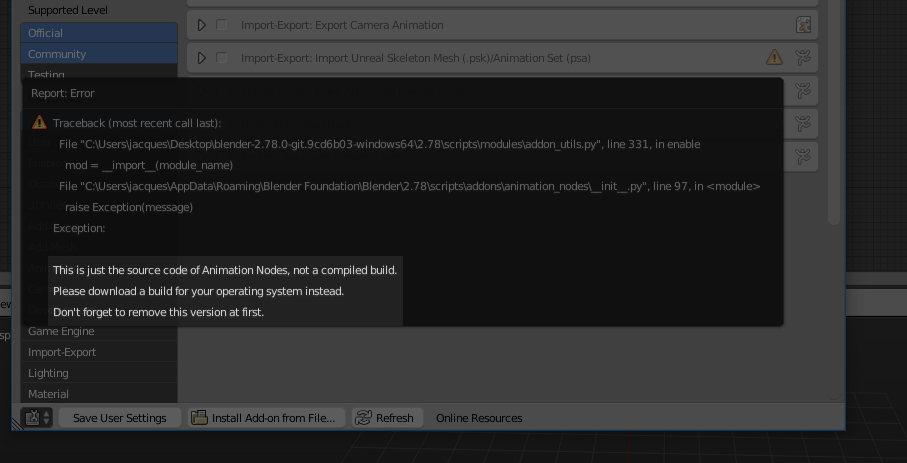 Supported Level
Official
Community
Testing
Import-Export: Export Camera Animation
Import-Export: Import Unreal Skeleton Mesh (.psk)/Animation Set (psa)
Report: Error
Traceback (most recent call last):
File "C:\Users\jacques\Desktop\blender-2.78.0-git.9cd6b03-windows64\2.78\scripts\modules\addon_utils.py", line 331, in enable
mod = __import__(module_name)
File "C:\Users\jacques\AppData\Roaming\Blender Foundation\Blender\2.78\scripts\addons\animation_nodes\__init__.py", line 97, in <module>
raise Exception(message)
Exception:
This is just the source code of Animation Nodes, not a compiled build.
Please download a build for your operating system instead.
Don't forget to remove this version at first.
Game Engine
Import-Export
Lighting
Material
Save User Settings
Install Add-on from File...
Refresh
Online Resources